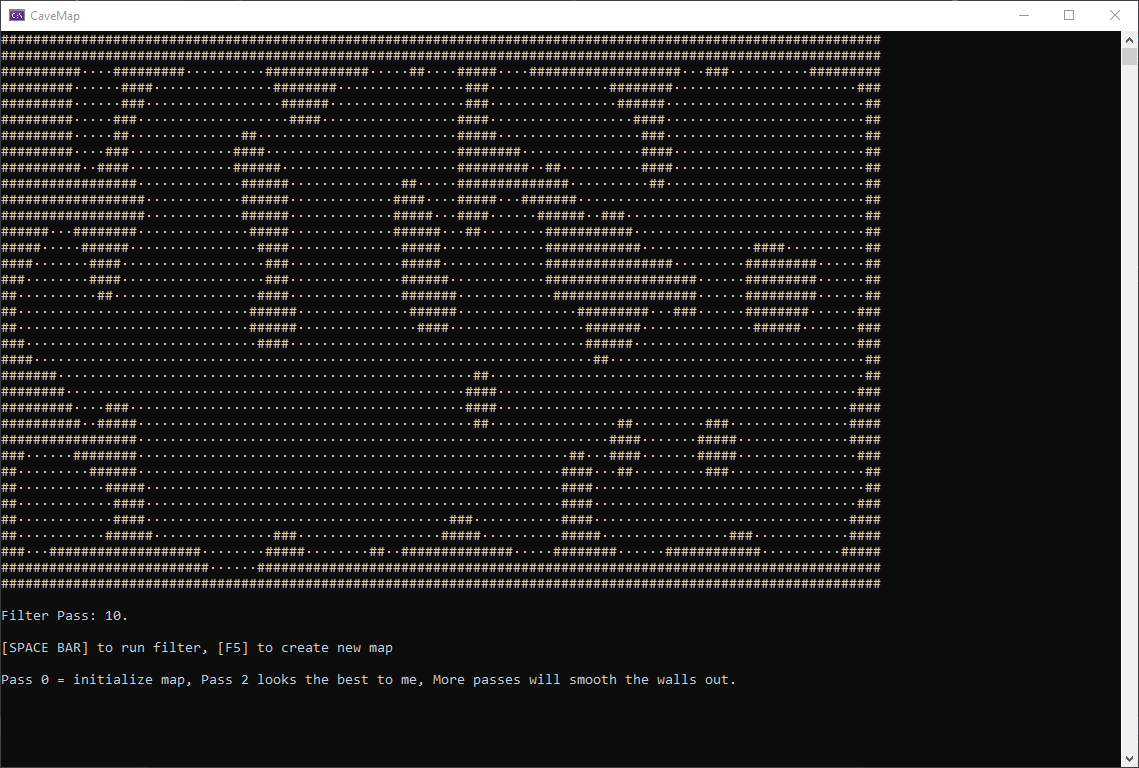 CaveMap
Filter Pass: 10.
[SPACE BAR] to run filter, [F5] to create new map
Pass 0 = initialize map, Pass 2 looks the best to me, More passes will smooth the walls out.